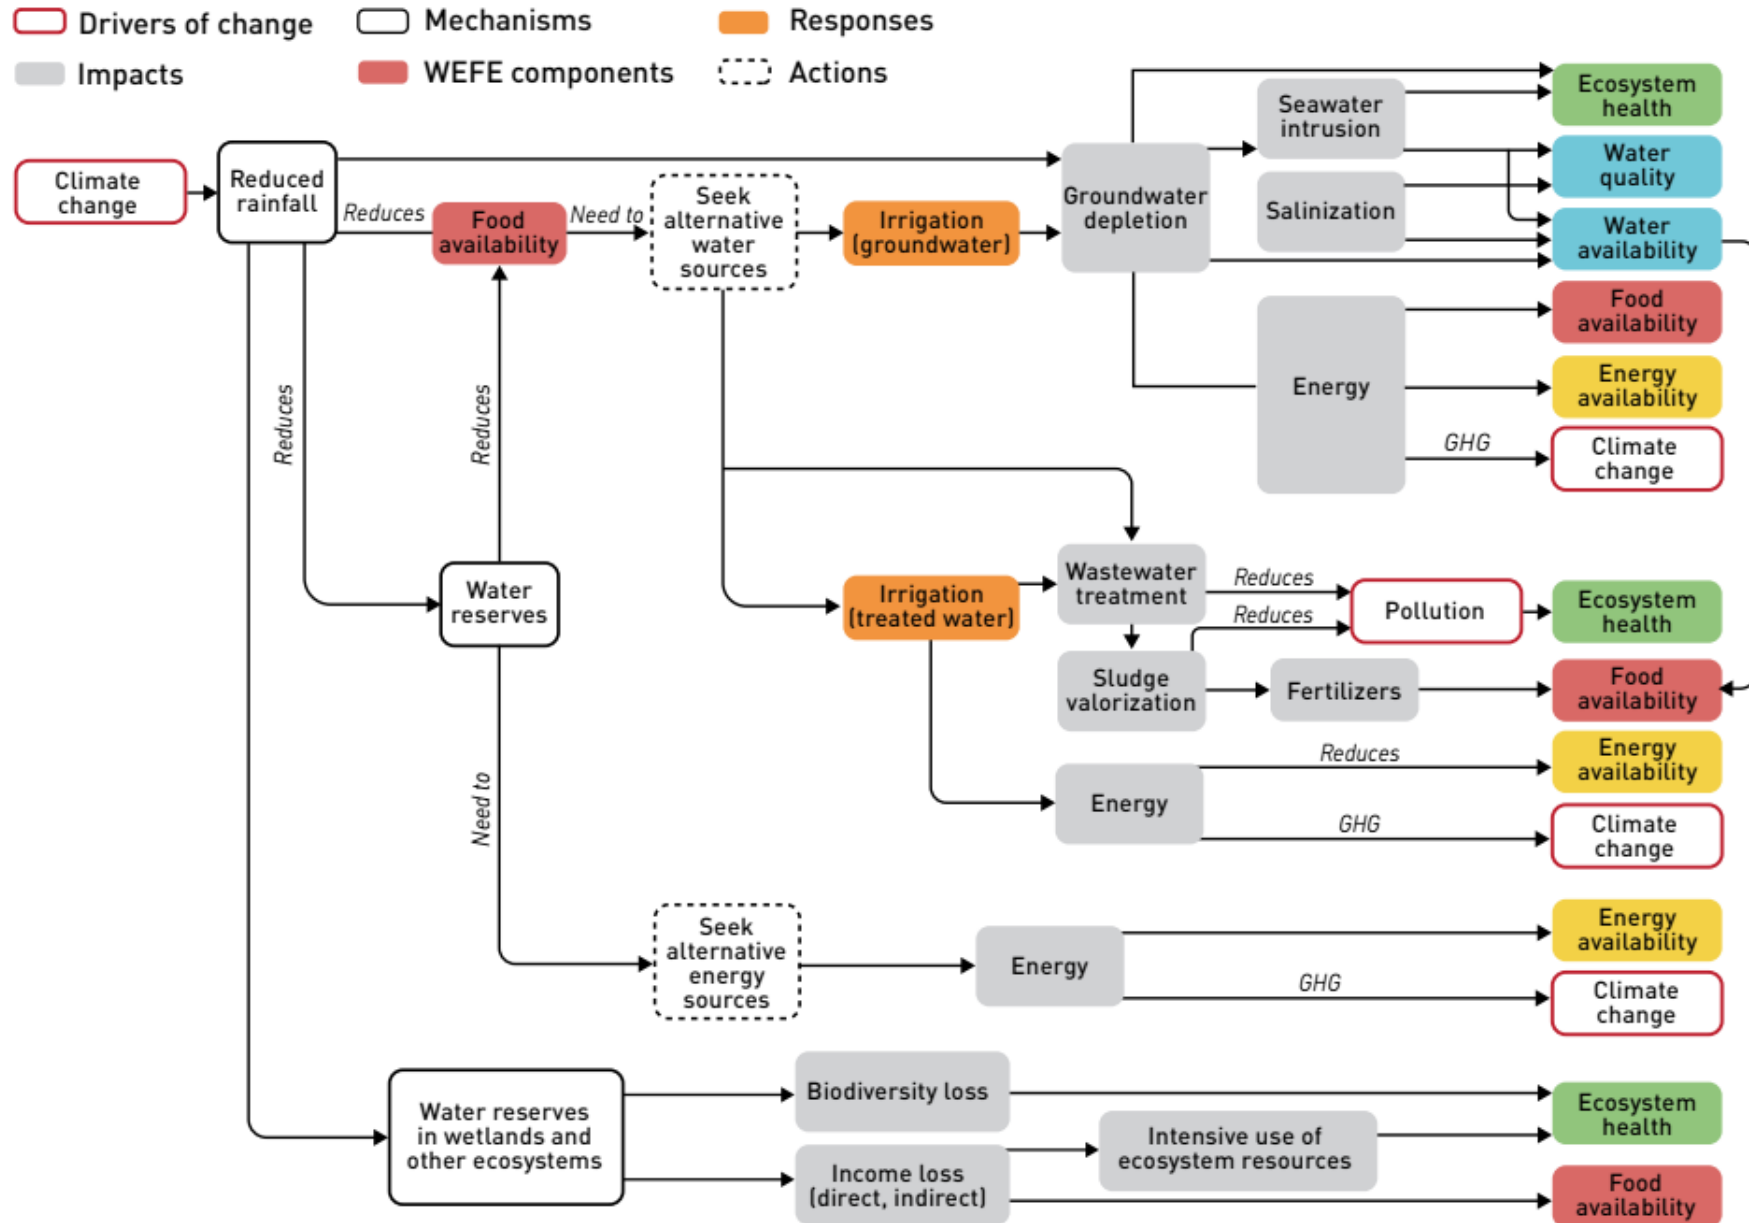 Drivers of change
Mechanisms
Responses
Impacts
WEFE components
Actions
Climate
change
Reduced
rainfall
Reduces
Food
availability
Need to
Seek
alternative
water
sources
Irrigation
(groundwater)
Groundwater
depletion
Seawater
intrusion
Salinization
Energy
Ecosystem
health
Water
quality
Water
availability
Food
availability
Energy
availability
GHG
Climate
change
Reduces
Reduces
Water
reserves
Irrigation
(treated water)
Wastewater
treatment
Reduces
Reduces
Pollution
Ecosystem
health
Sludge
valorization
Fertilizers
Food
availability
Energy
Reduces
Energy
availability
GHG
Climate
change
Need to
Seek
alternative
energy
sources
Energy
Energy
availability
GHG
Climate
change
Water reserves
in wetlands and
other ecosystems
Biodiversity loss
Income loss
(direct, indirect)
Intensive use of
ecosystem resources
Ecosystem
health
Food
availability